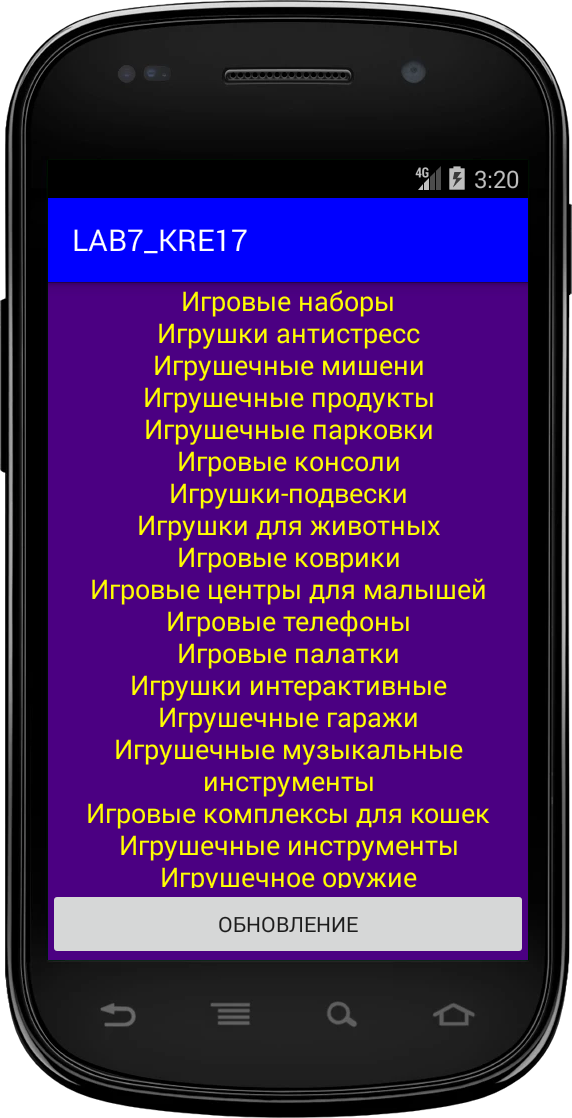 4G 3:20
LAB7_KRE17
Игровые наборы
Игрушки антистресс
Игрушечные мишени
Игрушечные продукты
Игрушечные парковки
Игровые консоли
Игрушки-подвески
Игрушки для животных
Игровые коврики
Игровые центры для малышей
Игровые телефоны
Игровые палатки
Игрушки интерактивные
Игрушечные гаражи
Игрушечные музыкальные
инструменты
Игровые комплексы для кошек
Игрушечные инструменты
Игрушечное оружие
ОБНОВЛЕНИЕ